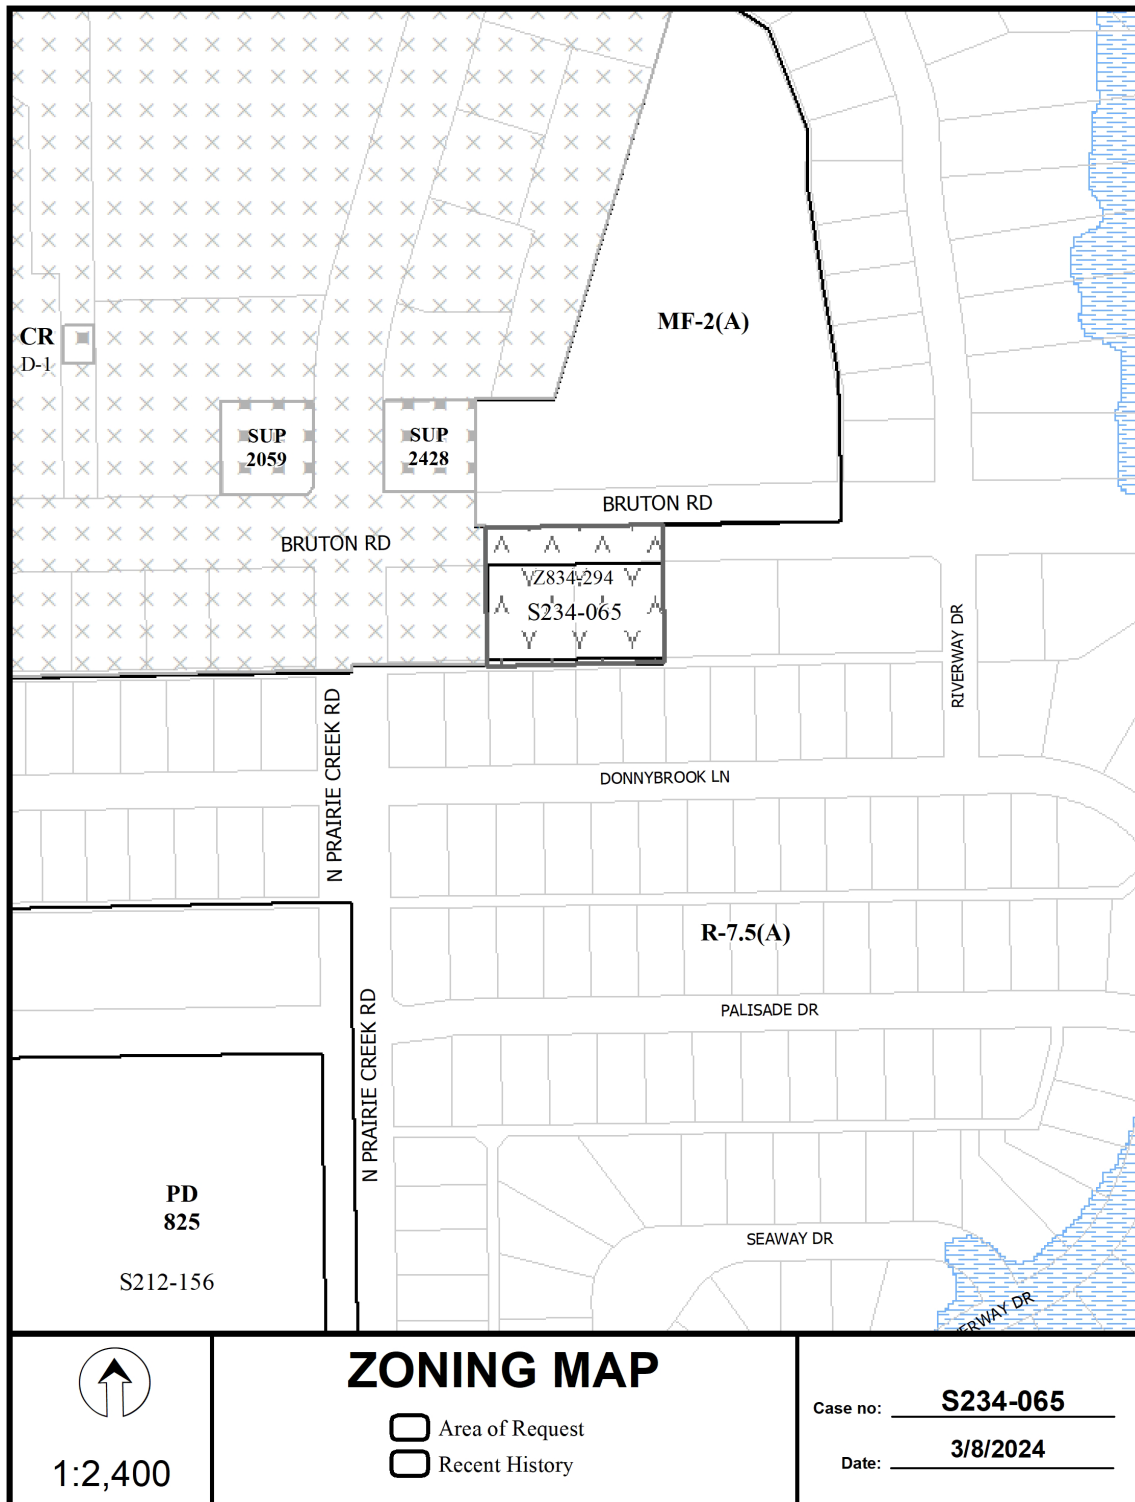 MF-2(A)
CR
D-1
SUP
2059
SUP
2428
BRUTON RD
BRUTON RD
Z834-294
S234-065
RIVERWAY DR
N PRAIRIE CREEK RD
DONNYBROOK LN
R-7.5(A)
N PRAIRIE CREEK RD
PALISADE DR
PD
825
SEAWAY DR
S212-156
ERWAY DR
ZONING MAP
Area of Request
Recent History
1:2,400
Case no: S234-065
Date: 3/8/2024